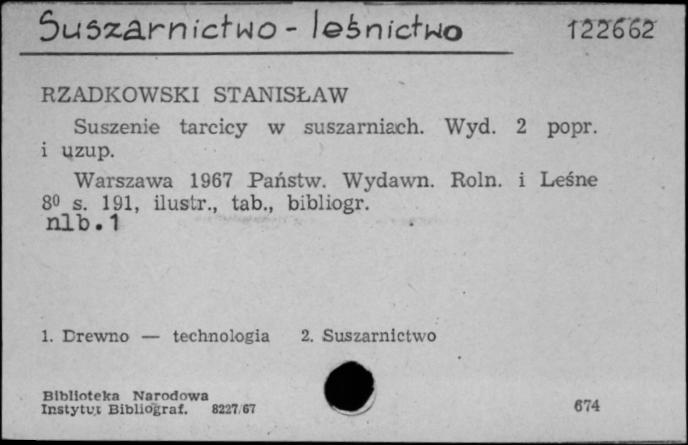 Suszarnictwo - leśnictwo 122662
RZADKOWSKI STANISŁAW
Suszenie tarcicy w suszarniach. Wyd. 2 popr.
i uzup.
Warszawa 1967 Państw. Wydawn. Roln. i Leśne
8⁰ s. 191, ilustr., tab., bibliogr.
nlb.1
1. Drewno — technologia 2. Suszarnictwo
Biblioteka Narodowa
Instytut Bibliograf. 8227/67 674